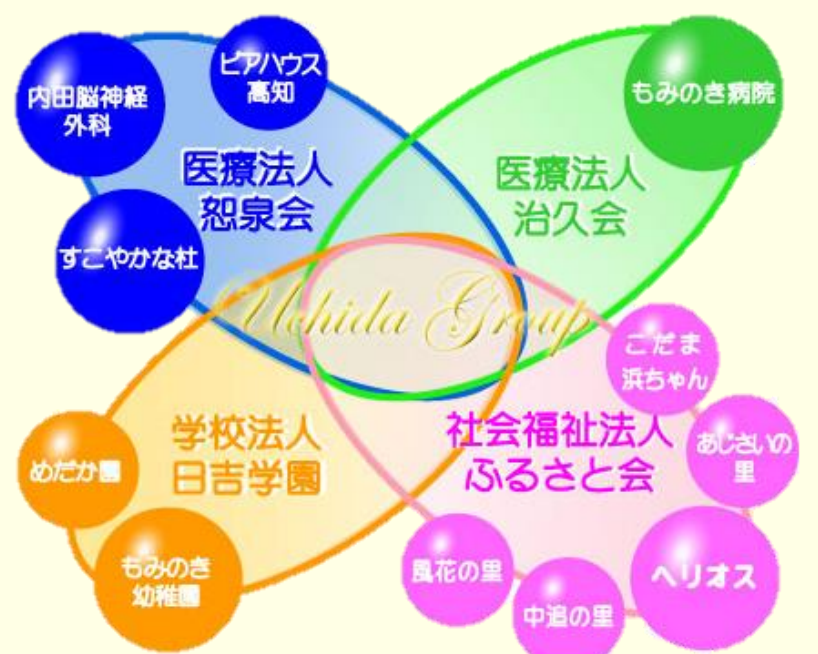 内田脳神経
外科
ピアハウス
高知
もみのき病院
医療法人
恕泉会
医療法人
治久会
すこやかな杜
Uchida Group
こだま
浜ちゃん
学校法人
日吉学園
社会福祉法人
ふるさと会
あじさいの
里
めだか園
もみのき
幼稚園
風花の里
中追の里
ヘリオス